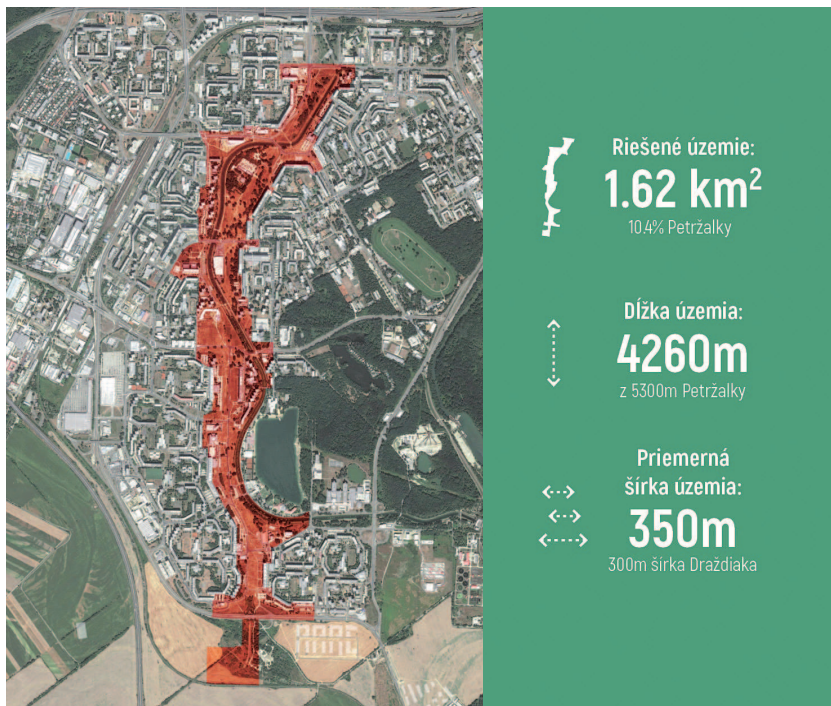 Riešené územie:
1.62 km²
10.4% Petržalky
Dĺžka územia:
4260m
z 5300m Petržalky
Priemerná
šírka územia:
350m
300m šírka Draždiaka